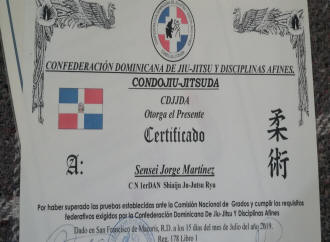 CONFEDERACIÓN DOMINICANA DE JIU-JITSU Y DISCIPLINAS AFINES.
CONDOJIU-JITSUDA
CDJJDA
Otorga el Presente
Certificado
A:
Sensei Jorge Martínez
C N 1erDAN Shiaijn Ju-Jutsu Ryu
柔術
Por haber superado las pruebas establecidas ante la Comisión Nacional de Grados y cumplir los requisitos
federativos exigidos por la Confederación Dominicana De Jiu-Jitsu Y Disciplinas Afines
Dado en San Francisco de Macorís, R.D. a los 15 días del mes de Julio del año 2019.
Reg. 178 Libro 1